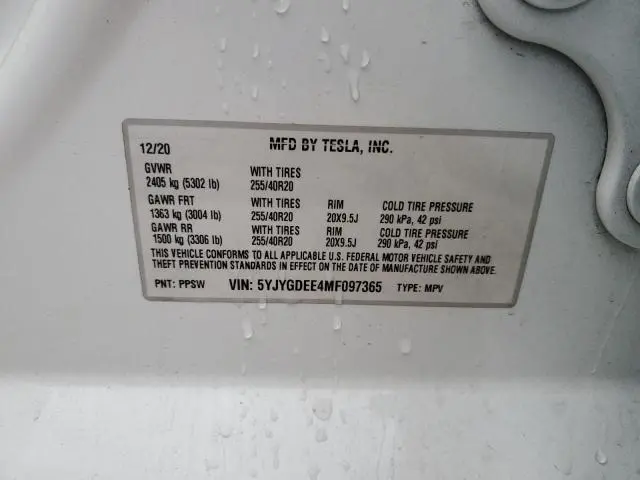 12/20 MFD BY TESLA, INC.
GVWR WITH TIRES
2405 kg (5302 lb) 255/40R20
GAWR FRT WITH TIRES RIM COLD TIRE PRESSURE
1363 kg (3004 lb) 255/40R20 20X9.5J 290 kPa, 42 psi
GAWR RR WITH TIRES RIM COLD TIRE PRESSURE
1500 kg (3306 lb) 255/40R20 20X9.5J 290 kPa, 42 psi
THIS VEHICLE CONFORMS TO ALL APPLICABLE U.S. FEDERAL MOTOR VEHICLE SAFETY AND
THEFT PREVENTION STANDARDS IN EFFECT ON THE DATE OF MANUFACTURE SHOWN ABOVE.
PNT: PPSW VIN: 5YJYGDEE4MF097365 TYPE: MPV